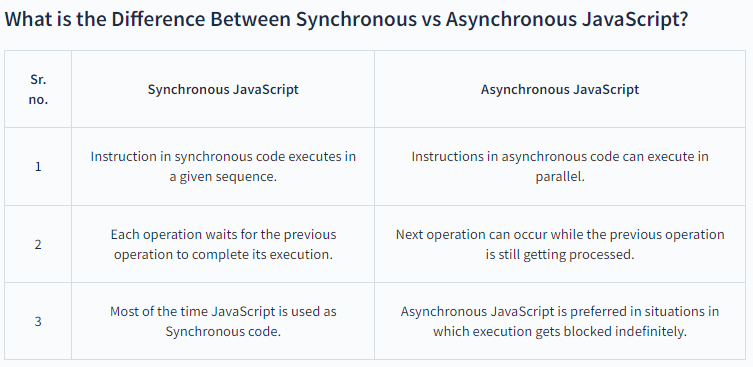 What is the Difference Between Synchronous vs Asynchronous JavaScript?
Sr.
no.
Synchronous JavaScript
Asynchronous JavaScript
1
Instruction in synchronous code executes in
a given sequence.
Instructions in asynchronous code can execute in
parallel.
2
Each operation waits for the previous
operation to complete its execution.
Next operation can occur while the previous operation
is still getting processed.
3
Most of the time JavaScript is used as
Synchronous code.
Asynchronous JavaScript is preferred in situations in
which execution gets blocked indefinitely.